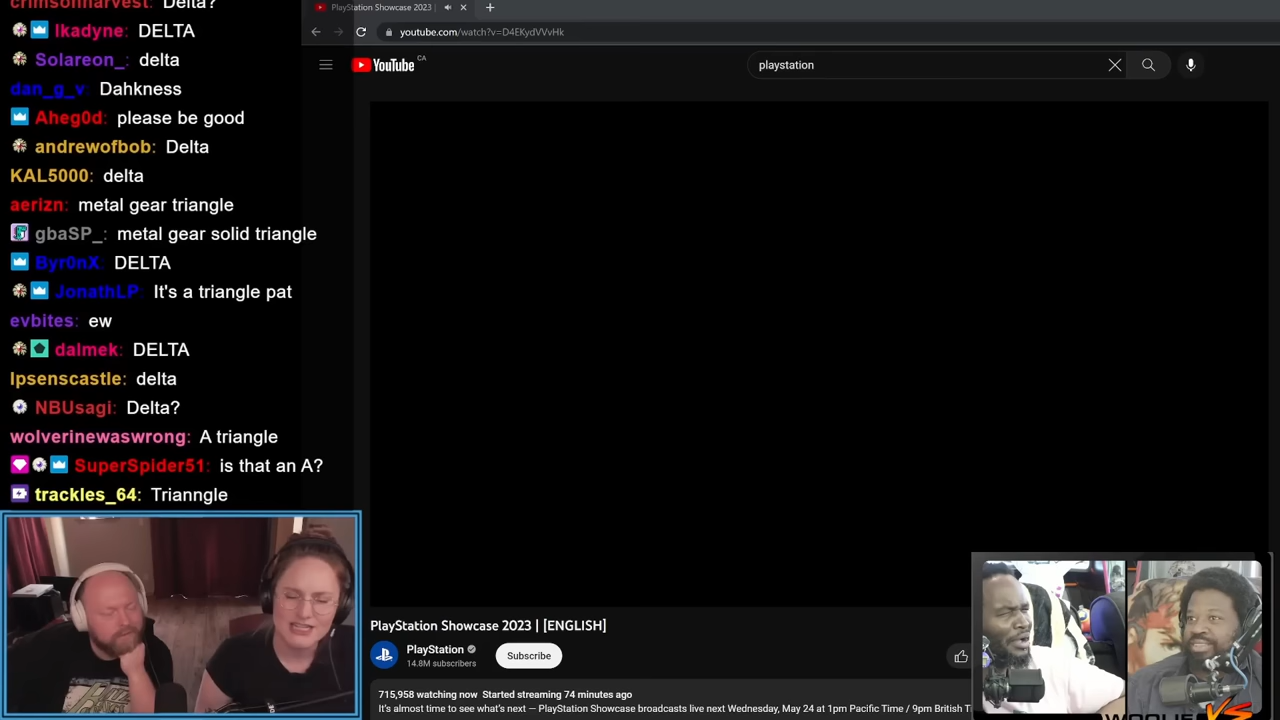 crimsonharvest: Delta?
Ikadyne: DELTA
Solareon_: delta
dan_g_v: Dahkness
Aheg0d: please be good
andrewofbob: Delta
KAL5000: delta
aerizn: metal gear triangle
gbaSP_: metal gear solid triangle
Byr0nX: DELTA
JonathLP: It's a triangle pat
evbites: ew
dalmek: DELTA
Ipsenscastle: delta
NBUsagi: Delta?
wolverinewaswrong: A triangle
SuperSpider51: is that an A?
trackles_64: Trianngle
PlayStation Showcase 2023 |
youtube.com/watch?v=D4EKydVVvHk
YouTube CA
playstation
PlayStation Showcase 2023 | [ENGLISH]
PlayStation
14.8M subscribers
Subscribe
715,958 watching now Started streaming 74 minutes ago
It's almost time to see what's next — PlayStation Showcase broadcasts live next Wednesday, May 24 at 1pm Pacific Time / 9pm British T
WOOLIE VS